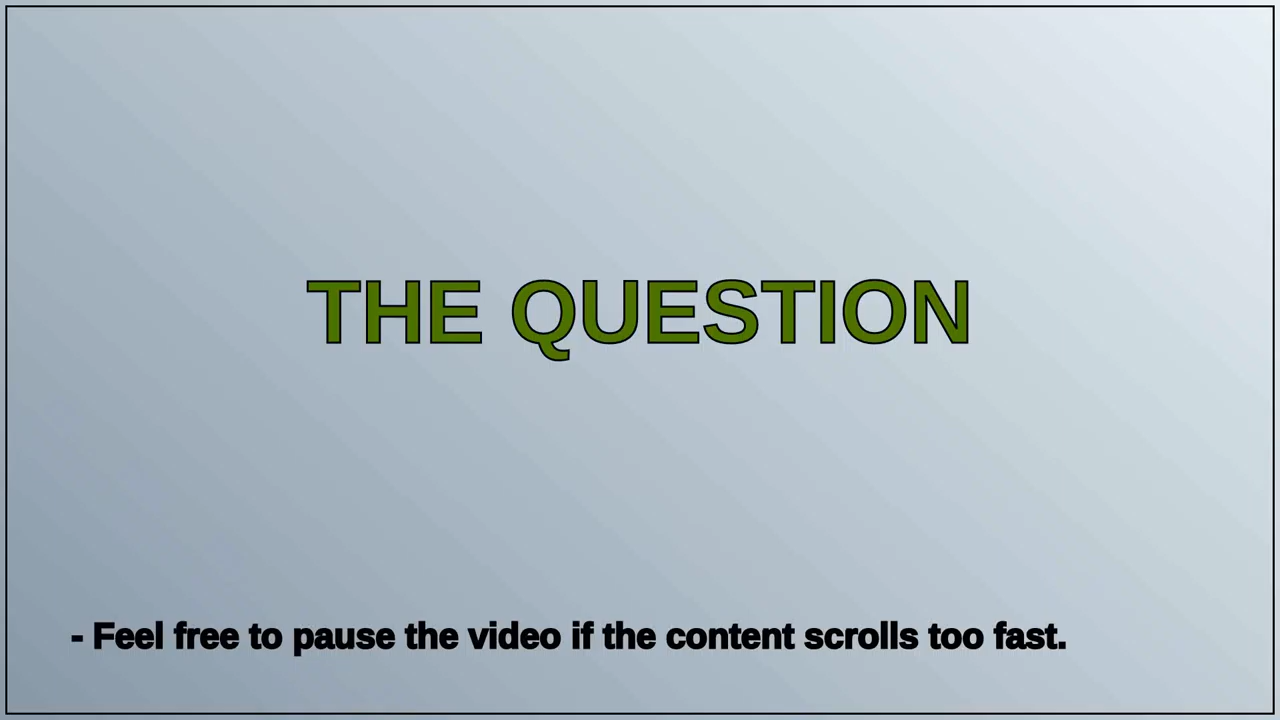 THE QUESTION
- Feel free to pause the video if the content scrolls too fast.